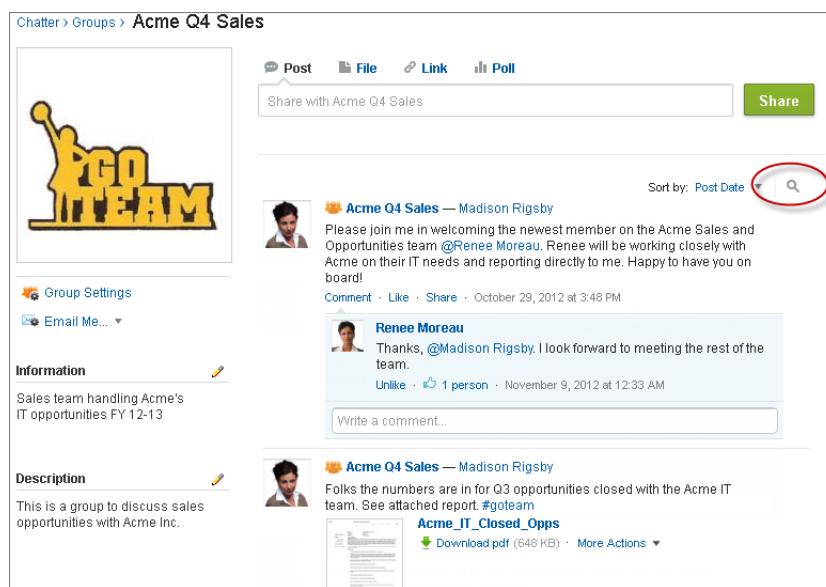 Chatter › Groups › Acme Q4 Sales
GO
TEAM
Group Settings
Email Me...
Information
Sales team handling Acme's
IT opportunities FY 12-13
Description
This is a group to discuss sales
opportunities with Acme Inc.
Post File Link Poll
Share with Acme Q4 Sales
Share
Sort by: Post Date
Acme Q4 Sales — Madison Rigsby
Please join me in welcoming the newest member on the Acme Sales and
Opportunities team @Renee Moreau. Renee will be working closely with
Acme on their IT needs and reporting directly to me. Happy to have you on
board!
Comment · Like · Share · October 29, 2012 at 3:48 PM
Renee Moreau
Thanks, @Madison Rigsby. I look forward to meeting the rest of the
team.
Unlike · 1 person · November 9, 2012 at 12:33 AM
Write a comment...
Acme Q4 Sales — Madison Rigsby
Folks the numbers are in for Q3 opportunities closed with the Acme IT
team. See attached report. #goteam
Acme_IT_Closed_Opps
Download pdf (648 KB) · More Actions